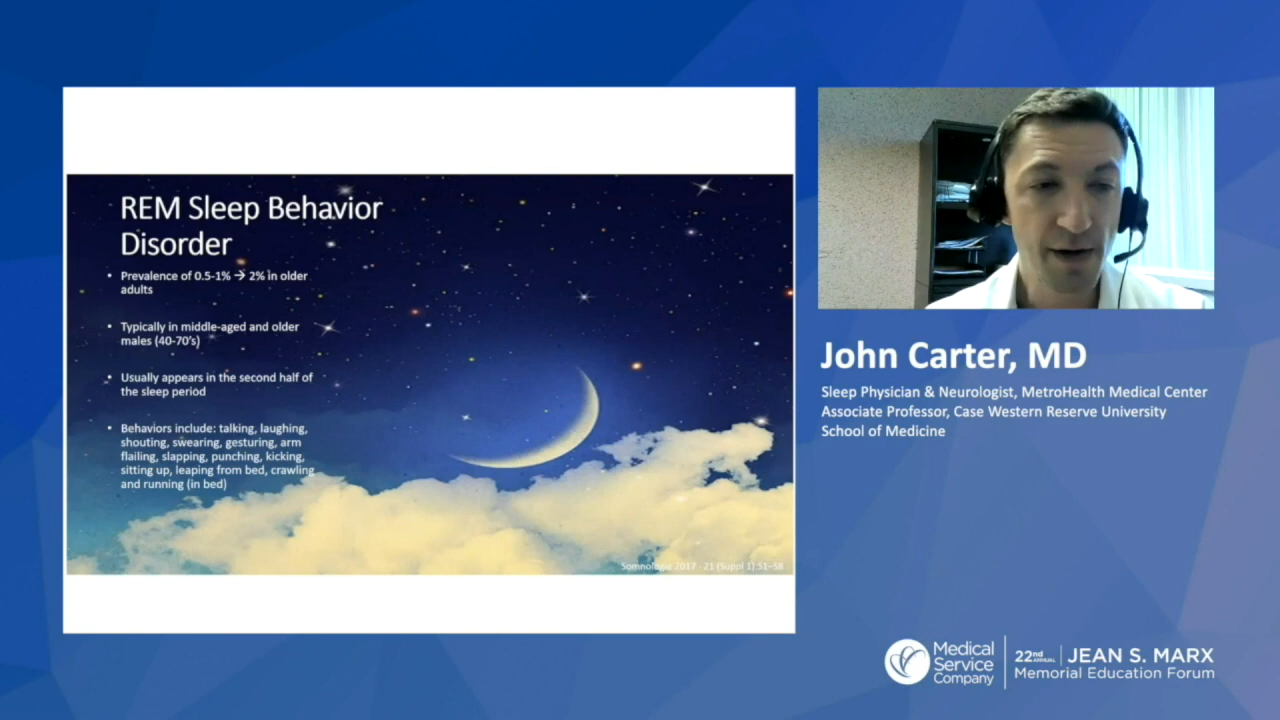 REM Sleep Behavior
Disorder
• Prevalence of 0.5-1% → 2% in older
adults
• Typically in middle-aged and older
males (40-70's)
• Usually appears in the second half of
the sleep period
• Behaviors include: talking, laughing,
shouting, swearing, gesturing, arm
flailing, slapping, punching, kicking,
sitting up, leaping from bed, crawling
and running (in bed)
Somnologie 2017 · 21 (Suppl 1):51–58
John Carter, MD
Sleep Physician & Neurologist, MetroHealth Medical Center
Associate Professor, Case Western Reserve University
School of Medicine
Medical
Service
Company
22nd ANNUAL | JEAN S. MARX
Memorial Education Forum